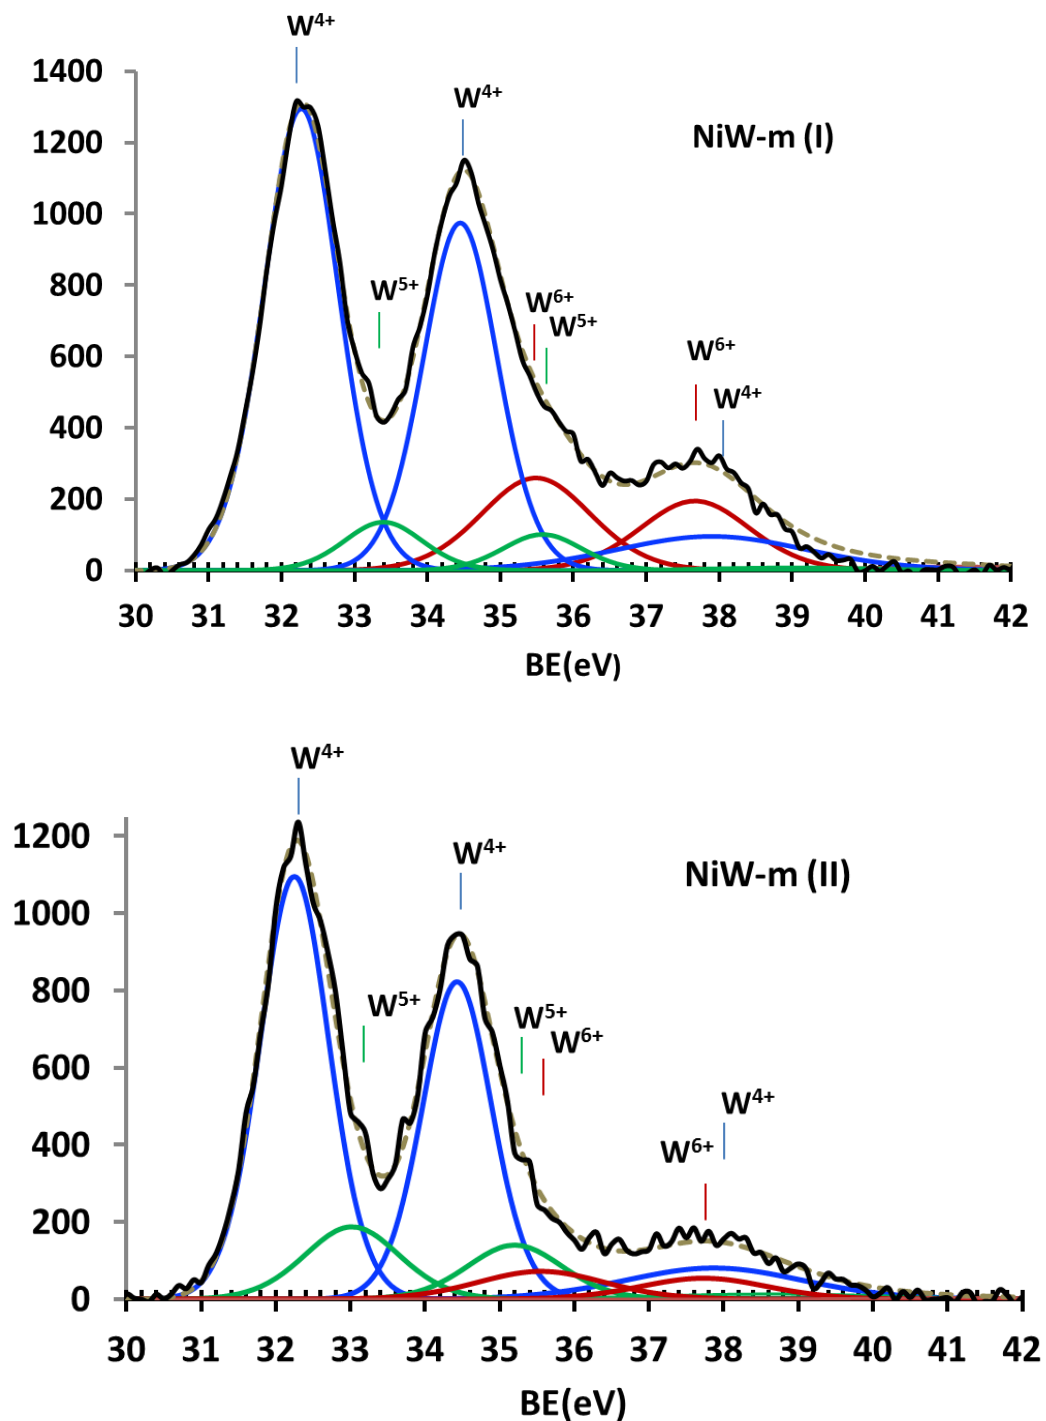 W⁴⁺
1400
W⁴⁺
NiW-m (I)
1200
1000
800
W⁵⁺
W⁶⁺
W⁵⁺
600
W⁶⁺
W⁴⁺
400
200
0
30 31 32 33 34 35 36 37 38 39 40 41 42
BE(eV)
W⁴⁺
1200
W⁴⁺
NiW-m (II)
1000
800
W⁵⁺
W⁵⁺
W⁶⁺
600
W⁴⁺
400
W⁶⁺
200
0
30 31 32 33 34 35 36 37 38 39 40 41 42
BE(eV)